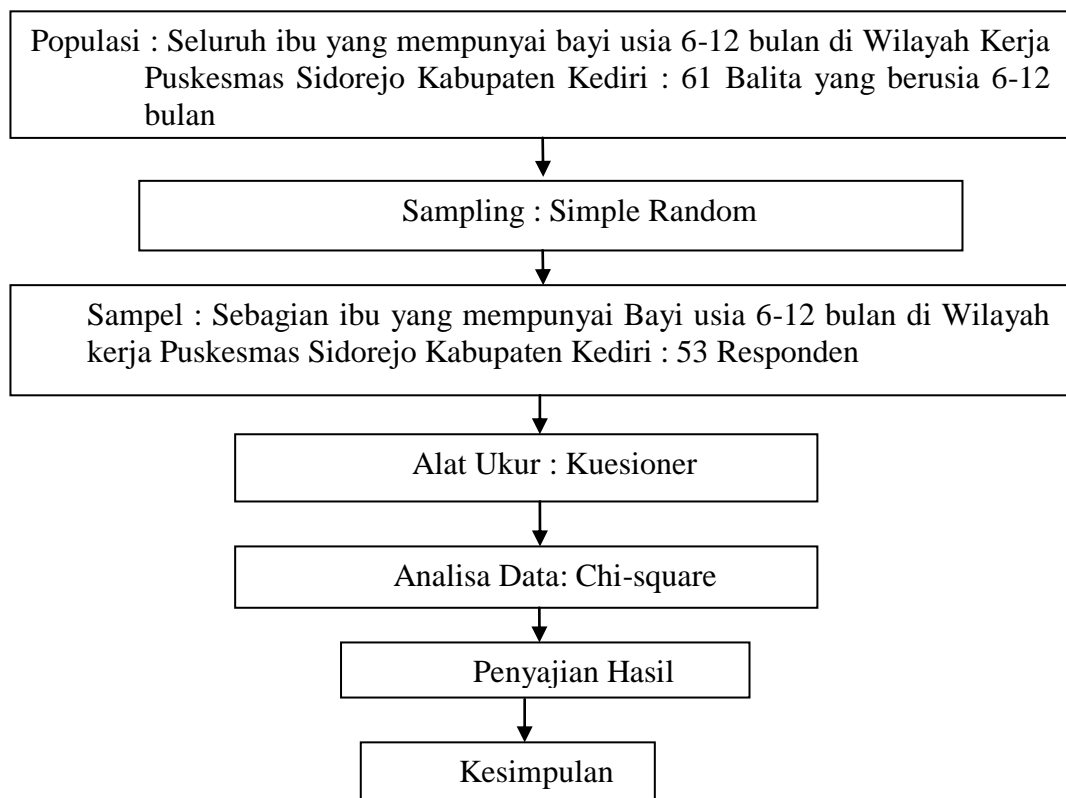 Populasi : Seluruh ibu yang mempunyai bayi usia 6-12 bulan di Wilayah Kerja
Puskesmas Sidorejo Kabupaten Kediri : 61 Balita yang berusia 6-12
bulan
Sampling : Simple Random
Sampel : Sebagian ibu yang mempunyai Bayi usia 6-12 bulan di Wilayah
kerja Puskesmas Sidorejo Kabupaten Kediri : 53 Responden
Alat Ukur : Kuesioner
Analisa Data: Chi-square
Penyajian Hasil
Kesimpulan